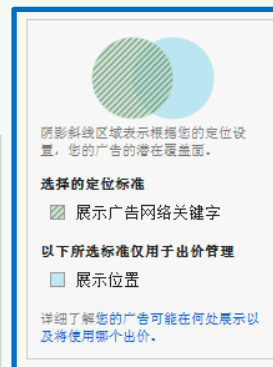 阴影斜线区域表示根据您的定位设
置，您的广告的潜在覆盖面。
选择的定位标准
展示广告网络关键字
以下所选标准仅用于出价管理
展示位置
详细了解您的广告可能在何处展示以
及将使用哪个出价。